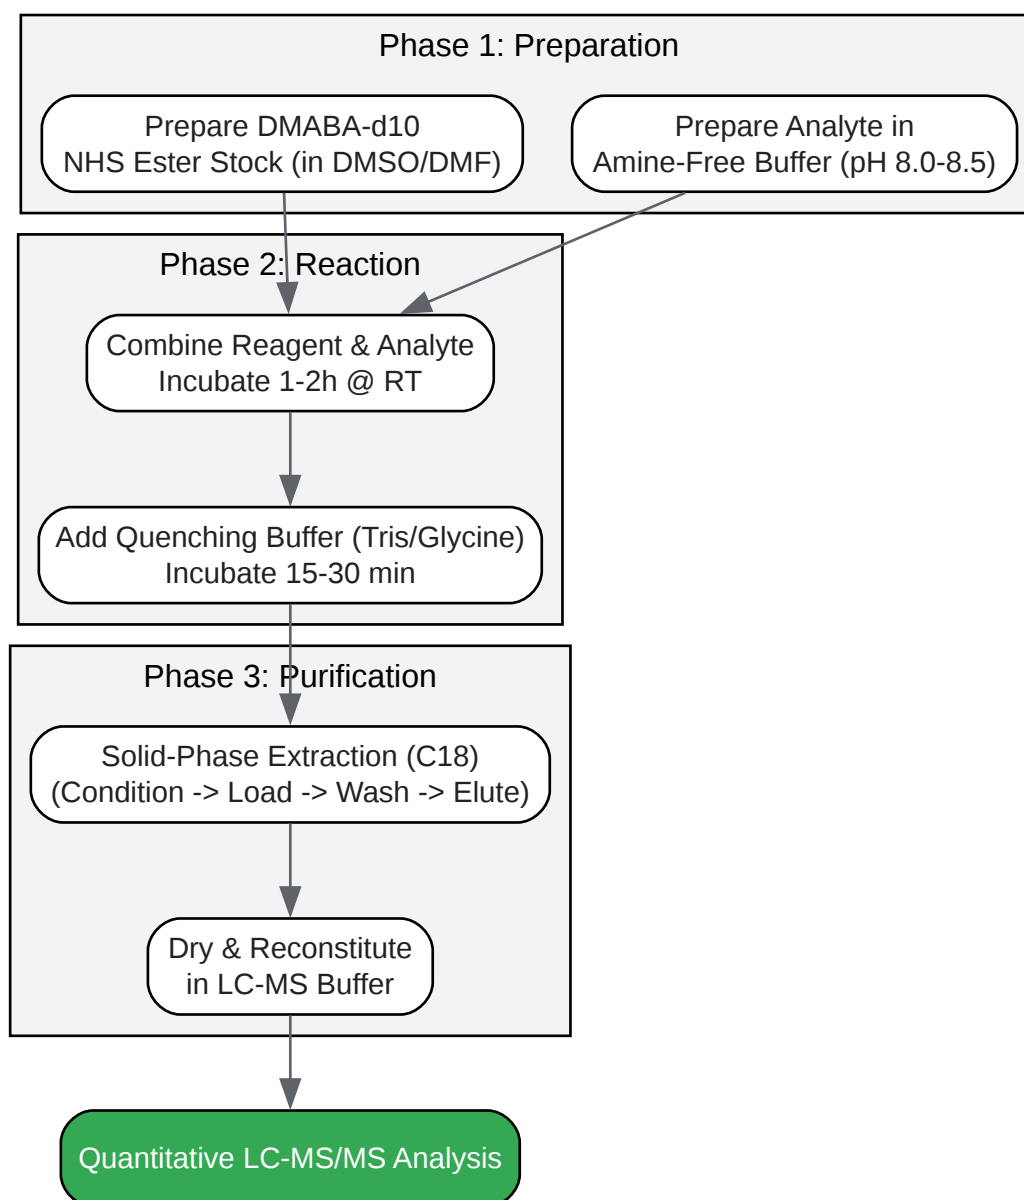 Phase 1: Preparation
Prepare DMABA-d10
NHS Ester Stock (in DMSO/DMF)
Prepare Analyte in
Amine-Free Buffer (pH 8.0-8.5)
Phase 2: Reaction
Combine Reagent & Analyte
Incubate 1-2h @ RT
Add Quenching Buffer (Tris/Glycine)
Incubate 15-30 min
Phase 3: Purification
Solid-Phase Extraction (C18)
(Condition -> Load -> Wash -> Elute)
Dry & Reconstitute
in LC-MS Buffer
Quantitative LC-MS/MS Analysis